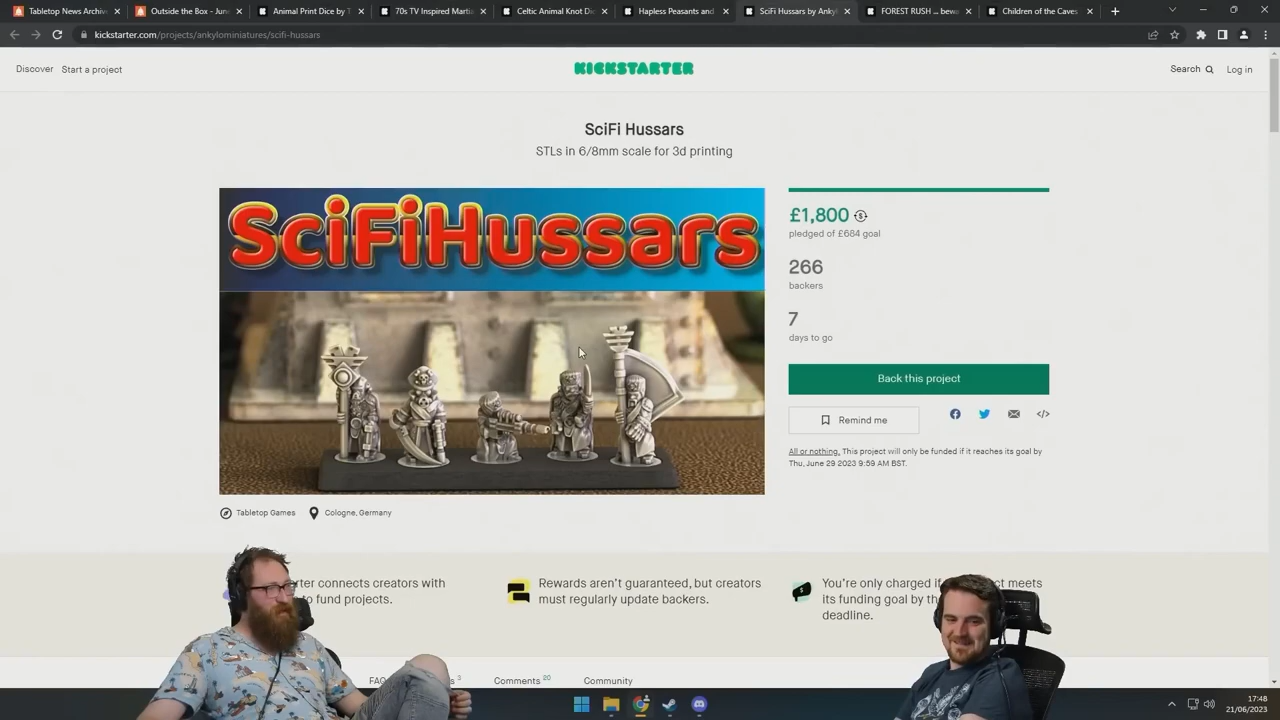 Tabletop News Archive
Outside the Box - June
Animal Print Dice by T
70s TV Inspired Martia
Celtic Animal Knot Dic
Hapless Peasants and
SciFi Hussars by Ankyl
FOREST RUSH ... bewa
Children of the Caves
kickstarter.com/projects/ankylominiatures/scifi-hussars
Discover
Start a project
KICKSTARTER
Search
Log in
SciFi Hussars
STLs in 6/8mm scale for 3d printing
SciFiHussars
£1,800
pledged of £684 goal
266
backers
7
days to go
Back this project
Remind me
All or nothing. This project will only be funded if it reaches its goal by
Thu, June 29 2023 9:59 AM BST.
Tabletop Games
Cologne, Germany
rter connects creators with
to fund projects.
Rewards aren't guaranteed, but creators
must regularly update backers.
You're only charged if
ct meets
its funding goal by th
deadline.
FAQ
s 3
Comments 20
Community
17:48
21/06/2023